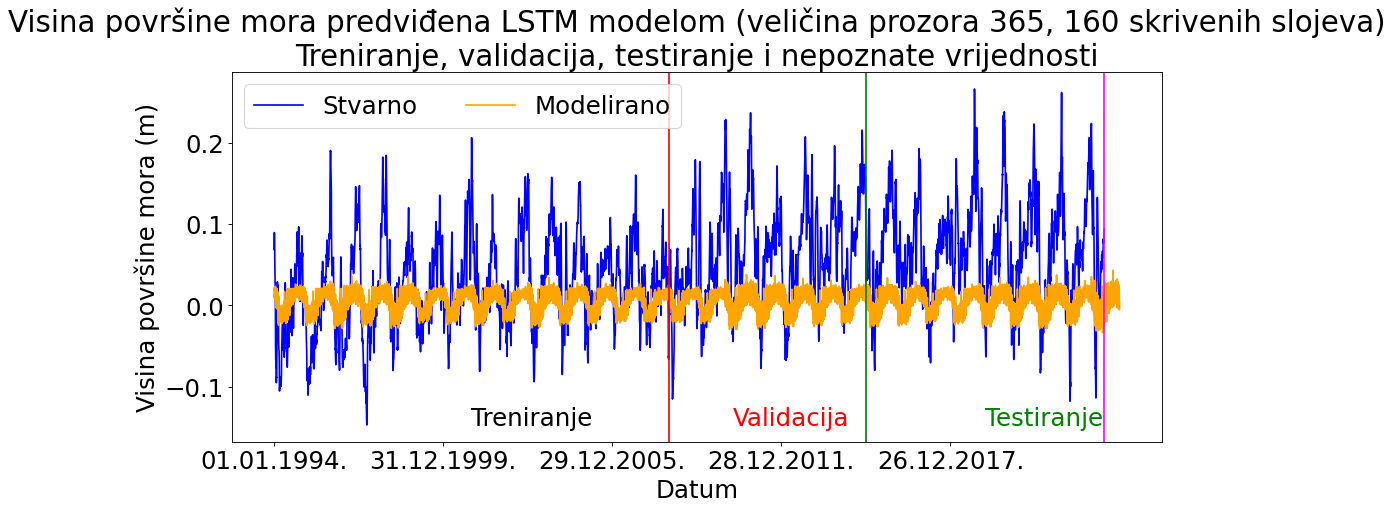 Visina površine mora predviđena LSTM modelom (veličina prozora 365, 160 skrivenih slojeva)
Treniranje, validacija, testiranje i nepoznate vrijednosti
Stvarno Modelirano
Visina površine mora (m)
0.2
0.1
0.0
−0.1
Treniranje Validacija Testiranje
01.01.1994. 31.12.1999. 29.12.2005. 28.12.2011. 26.12.2017.
Datum